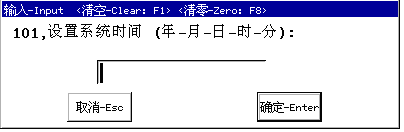 输入-Input <清空-Clear: F1> <清零-Zero: F8>
101,设置系统时间 (年-月-日-时-分):
取消-Esc 确定-Enter